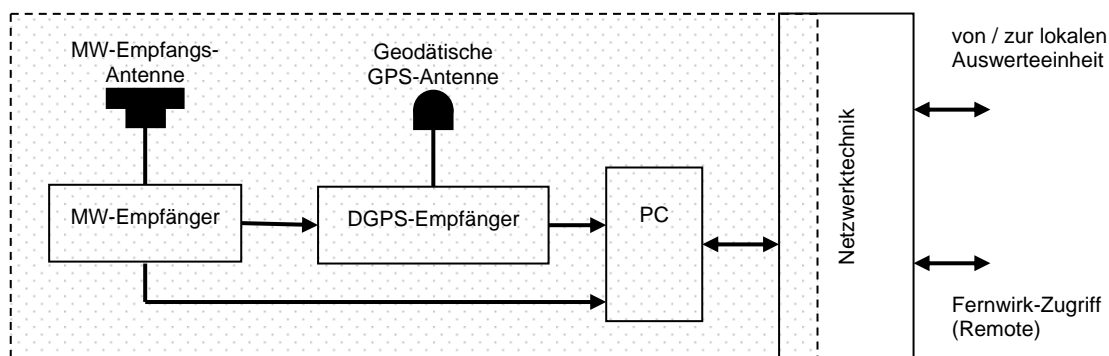 MW-Empfangs-
Antenne
Geodätische
GPS-Antenne
von / zur lokalen
Auswerteeinheit
MW-Empfänger
DGPS-Empfänger
PC
Netzwerktechnik
Fernwirk-Zugriff
(Remote)